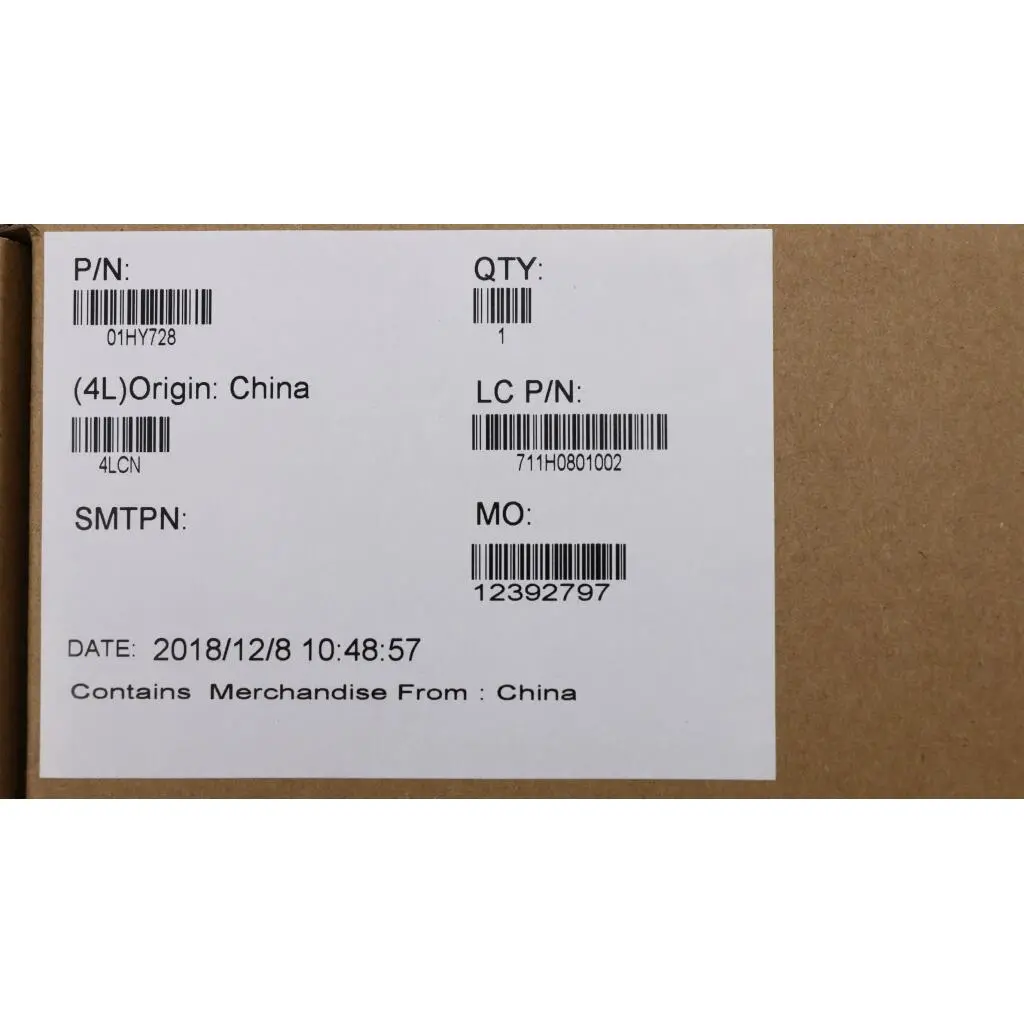 P/N:
QTY:
01HY728
1
(4L)Origin: China
LC P/N:
4LCN
711H0801002
SMTPN:
MO:
12392797
DATE: 2018/12/8 10:48:57
Contains Merchandise From : China